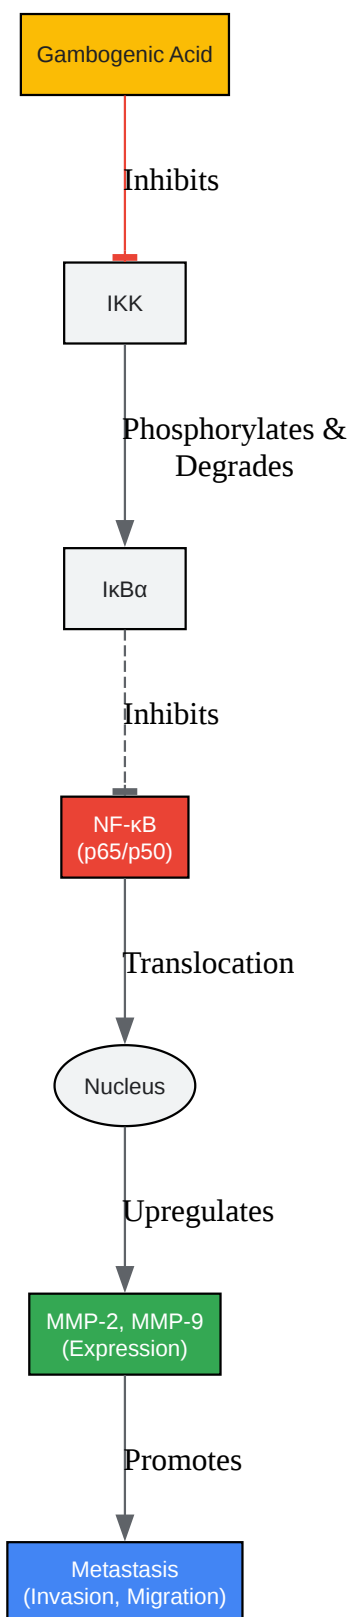 Gambogenic Acid
Inhibits
IKK
Phosphorylates &
Degrades
IκBα
Inhibits
NF-κB
(p65/p50)
Translocation
Nucleus
Upregulates
MMP-2, MMP-9
(Expression)
Promotes
Metastasis
(Invasion, Migration)